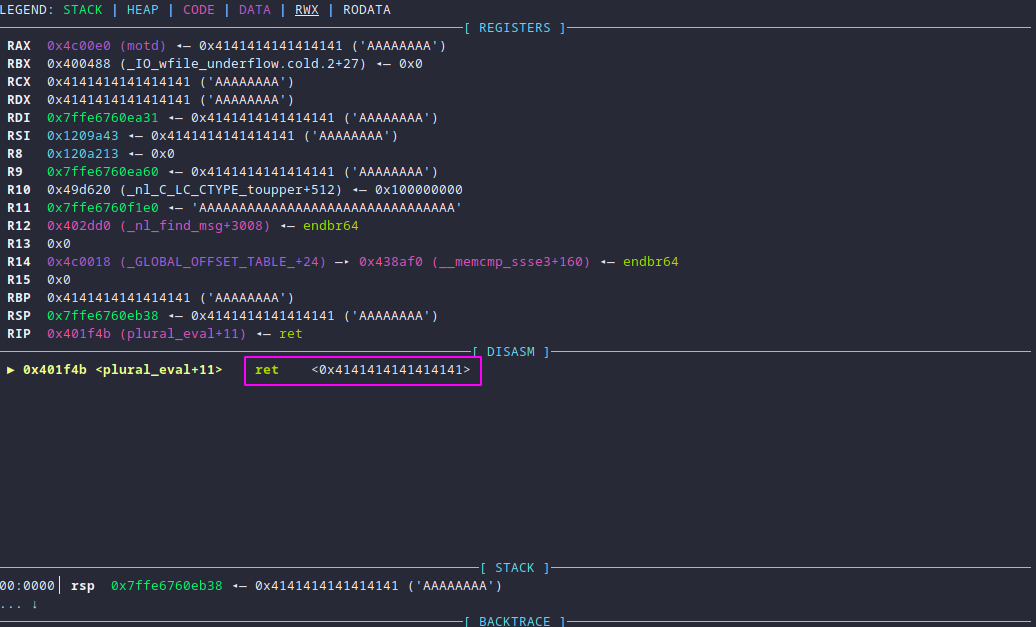 LEGEND: STACK | HEAP | CODE | DATA | RWX | RODATA
[ REGISTERS ]
RAX 0x4c00e0 (motd) ◂— 0x4141414141414141 ('AAAAAAAA')
RBX 0x400488 (_IO_wfile_underflow.cold.2+27) ◂— 0x0
RCX 0x4141414141414141 ('AAAAAAAA')
RDX 0x4141414141414141 ('AAAAAAAA')
RDI 0x7ffe6760ea31 ◂— 0x4141414141414141 ('AAAAAAAA')
RSI 0x1209a43 ◂— 0x4141414141414141 ('AAAAAAAA')
R8 0x120a213 ◂— 0x0
R9 0x7ffe6760ea60 ◂— 0x4141414141414141 ('AAAAAAAA')
R10 0x49d620 (_nl_C_LC_CTYPE_toupper+512) ◂— 0x100000000
R11 0x7ffe6760f1e0 ◂— 'AAAAAAAAAAAAAAAAAAAAAAAAAAAAAAAA'
R12 0x402dd0 (_nl_find_msg+3008) ◂— endbr64
R13 0x0
R14 0x4c0018 (_GLOBAL_OFFSET_TABLE_+24) —▸ 0x438af0 (__memcmp_ssse3+160) ◂— endbr64
R15 0x0
RBP 0x4141414141414141 ('AAAAAAAA')
RSP 0x7ffe6760eb38 ◂— 0x4141414141414141 ('AAAAAAAA')
RIP 0x401f4b (plural_eval+11) ◂— ret
[ DISASM ]
► 0x401f4b <plural_eval+11> ret <0x4141414141414141>
[ STACK ]
00:0000│ rsp 0x7ffe6760eb38 ◂— 0x4141414141414141 ('AAAAAAAA')
... ↓
[ BACKTRACE ]